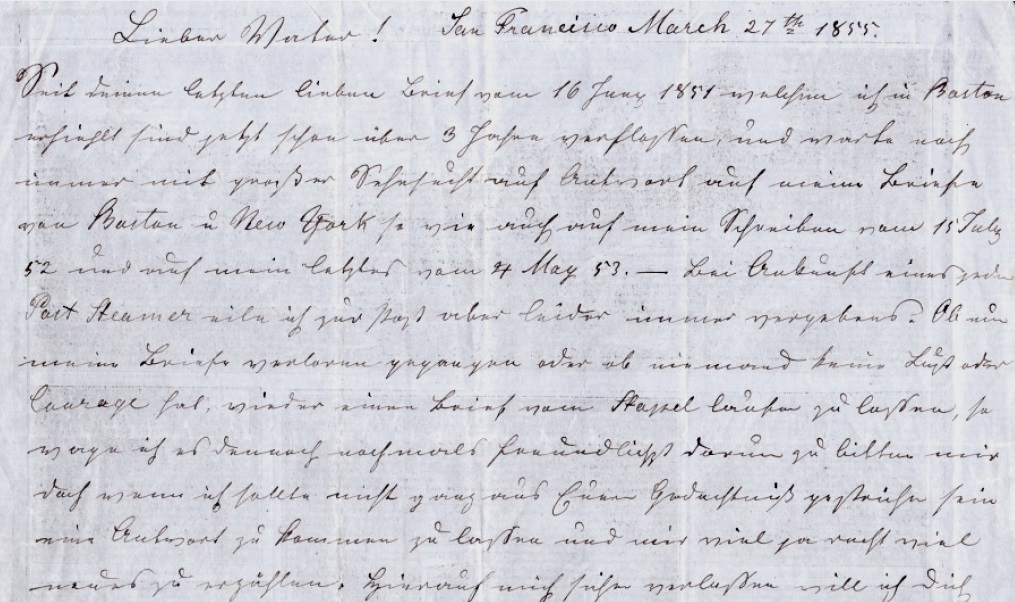 Lieber Vater! San Francisco March 27th 1855.
Seit deinen letzten lieben Brief vom 16 Juny 1851 welchen ich in Boston
erhiehlt sind jetzt schon über 3 Jahre verflossen, und warte noch
immer mit großer Sehnsucht auf Antwort auf meine Briefe
von Boston u New York so wie auch auf mein Schreiben vom 15 July
52 und auf mein letztes vom 4 May 53. — Bei Ankunft eines jeden
Post Steamer eile ich zur Post aber leider immer vergebens. Ob nun
meine Briefe verloren gegangen oder ob niemand keine Lust oder
Courage hat, wieder einen Brief vom Stappel laufen zu lassen, so
wage ich es dennoch nochmals freundlichst darum zu bitten mir
doch wenn ich sollte nicht ganz aus Euren Gedächtniß gestrichen sein
eine Antwort zu kommen zu lassen und mir viel ja recht viel
neues zu erzählen. Hierauf mich sicher verlassen will ich Dich